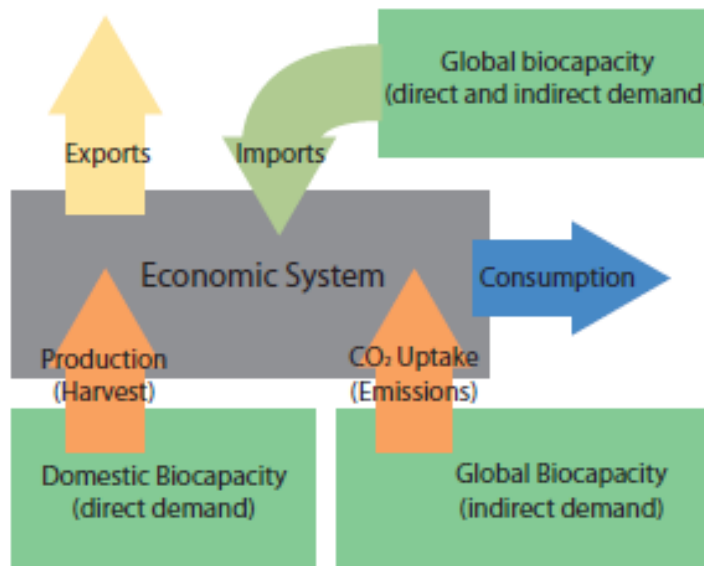 Global biocapacity
(direct and indirect demand)
Exports
Imports
Economic System
Consumption
Production
(Harvest)
CO₂ Uptake
(Emissions)
Domestic Biocapacity
(direct demand)
Global Biocapacity
(indirect demand)